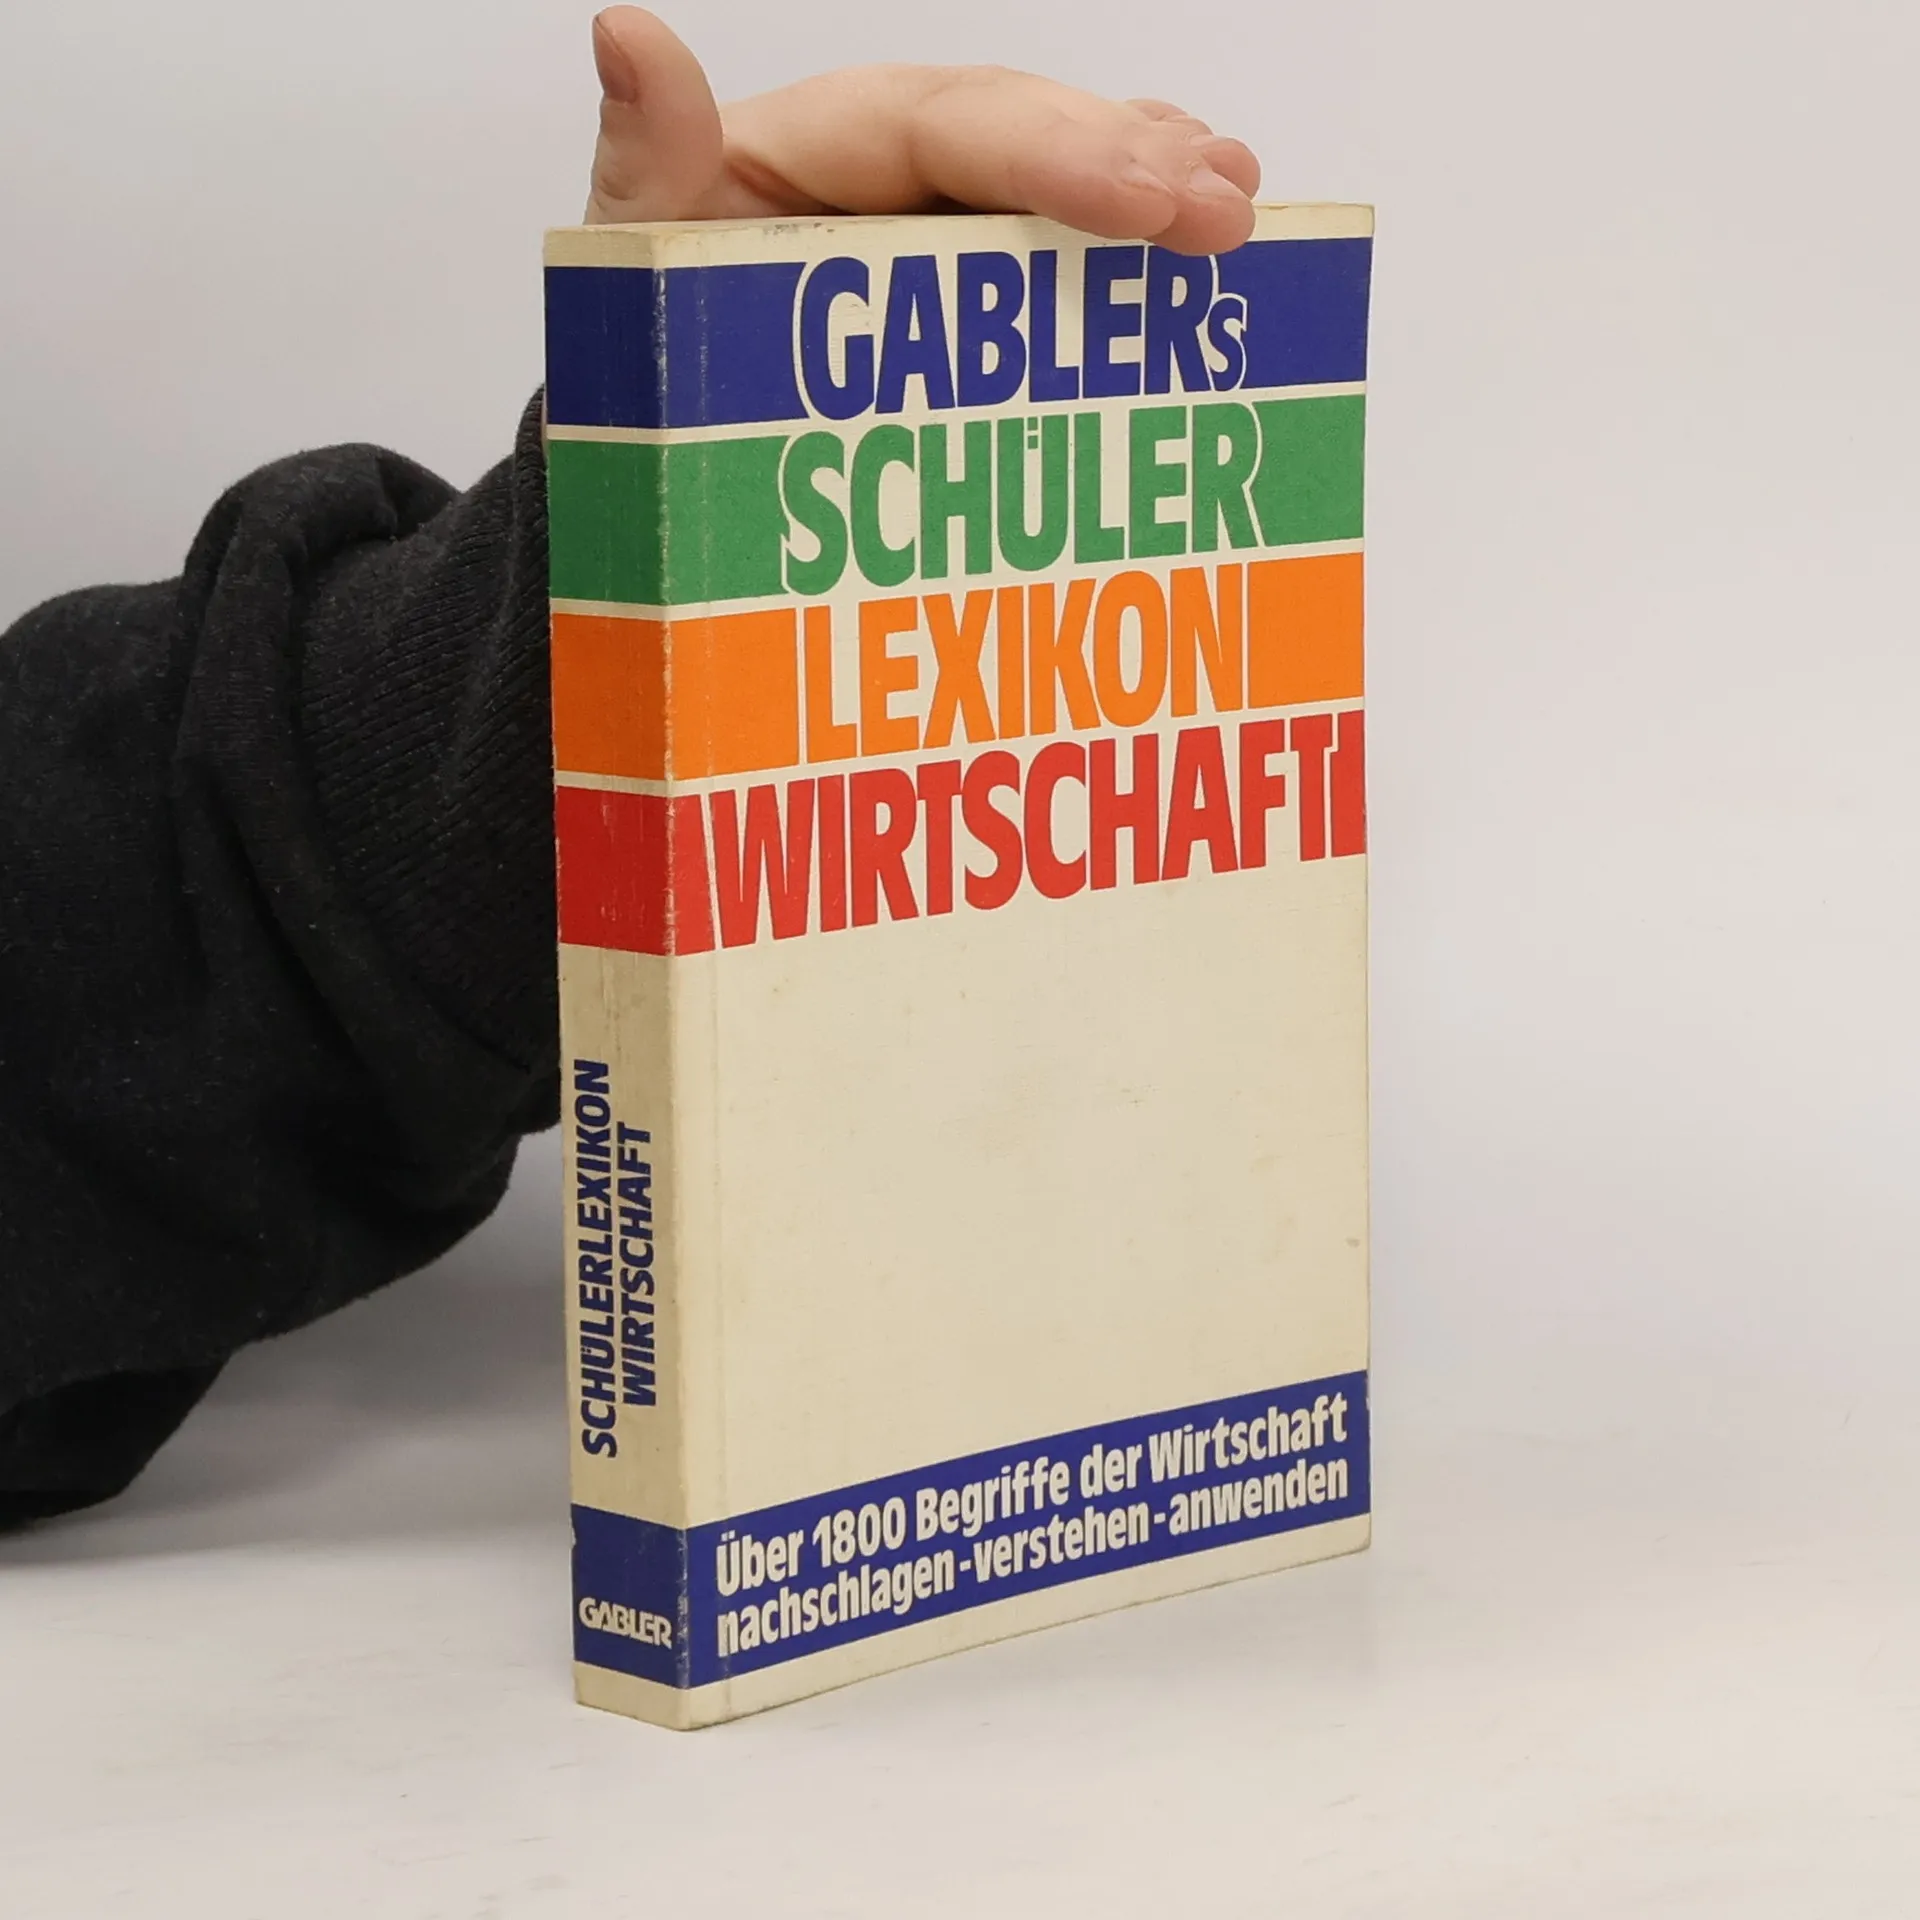 GABLERs
SCHÜLER
LEXIKON
WIRTSCHAFT
Über 1800 Begriffe der Wirtschaft
nachschlagen-verstehen-anwenden
SCHÜLERLEXIKON
WIRTSCHAFT
GABLER